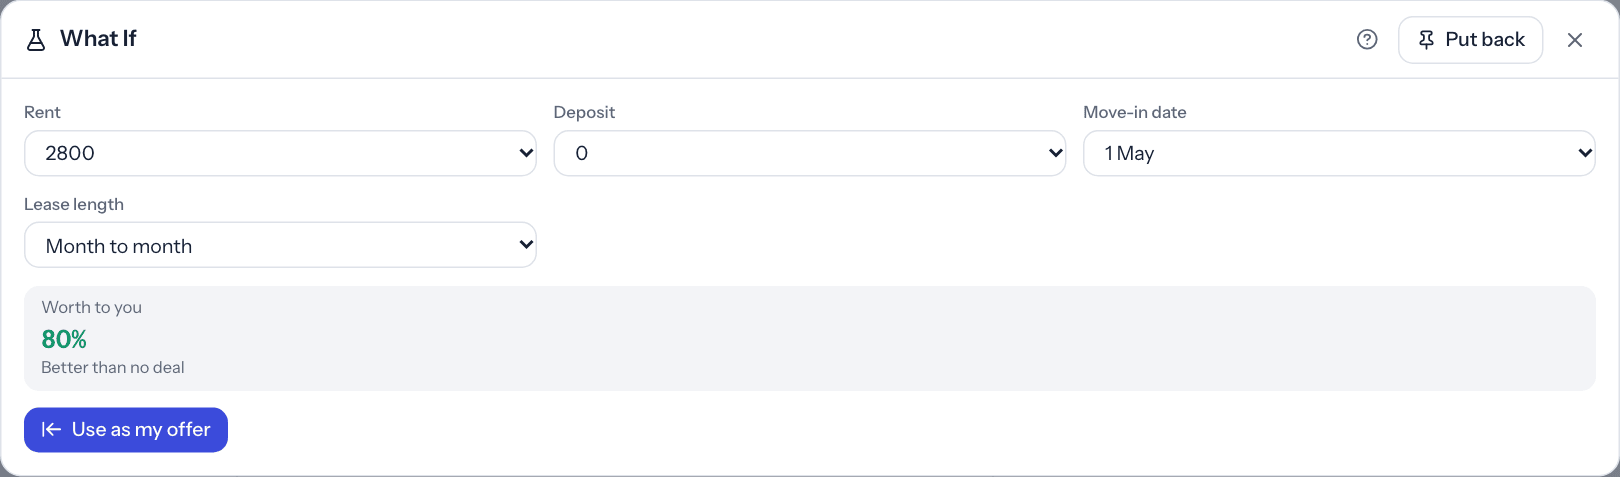 What If
Put back
Rent
Deposit
Move-in date
2800
0
1 May
Lease length
Month to month
Worth to you
80%
Better than no deal
Use as my offer